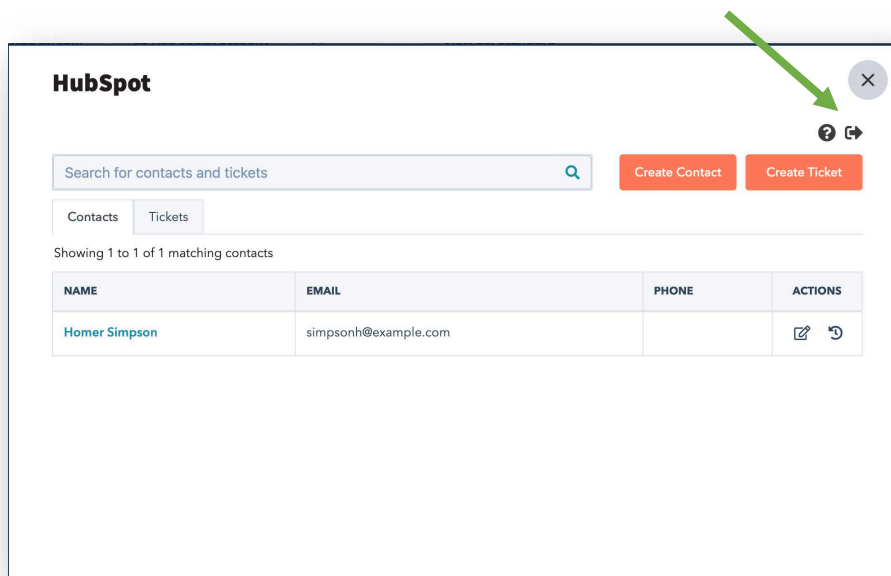 HubSpot
Search for contacts and tickets
Create Contact
Create Ticket
Contacts
Tickets
Showing 1 to 1 of 1 matching contacts
NAME EMAIL PHONE ACTIONS
Homer Simpson simpsonh@example.com